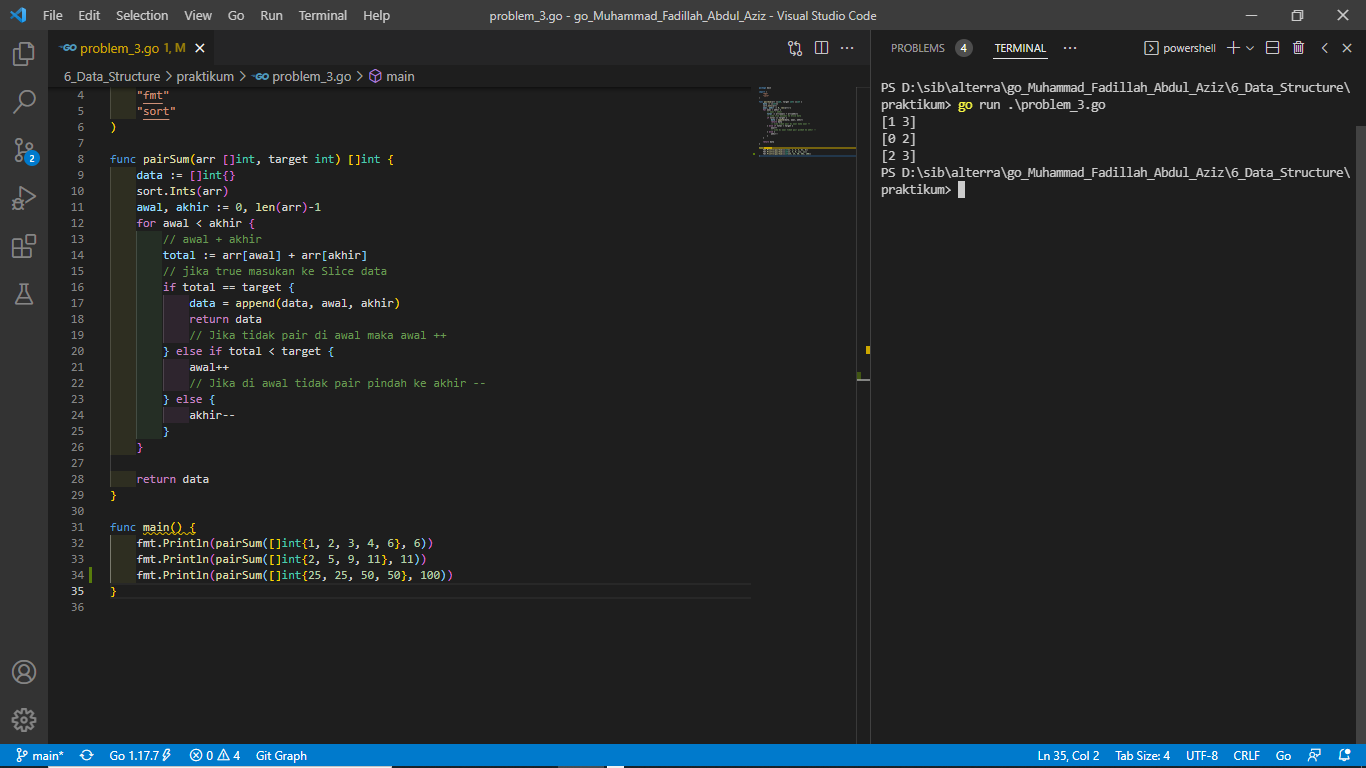 File Edit Selection View Go Run Terminal Help problem_3.go - go_Muhammad_Fadillah_Abdul_Aziz - Visual Studio Code
problem_3.go 1, M
6_Data_Structure > praktikum > problem_3.go > main
4 "fmt"
5 "sort"
6 )
7
8 func pairSum(arr []int, target int) []int {
9 data := []int{}
10 sort.Ints(arr)
11 awal, akhir := 0, len(arr)-1
12 for awal < akhir {
13 // awal + akhir
14 total := arr[awal] + arr[akhir]
15 // jika true masukan ke Slice data
16 if total == target {
17 data = append(data, awal, akhir)
18 return data
19 // Jika tidak pair di awal maka awal ++
20 } else if total < target {
21 awal++
22 // Jika di awal tidak pair pindah ke akhir --
23 } else {
24 akhir--
25 }
26 }
27
28 return data
29 }
30
31 func main() {
32 fmt.Println(pairSum([]int{1, 2, 3, 4, 6}, 6))
33 fmt.Println(pairSum([]int{2, 5, 9, 11}, 11))
34 fmt.Println(pairSum([]int{25, 25, 50, 50}, 100))
35 }
36
PROBLEMS 4 TERMINAL ··· powershell
PS D:\sib\alterra\go_Muhammad_Fadillah_Abdul_Aziz\6_Data_Structure\
praktikum> go run .\problem_3.go
[1 3]
[0 2]
[2 3]
PS D:\sib\alterra\go_Muhammad_Fadillah_Abdul_Aziz\6_Data_Structure\
praktikum>
2
main* Go 1.17.7 0 4 Git Graph Ln 35, Col 2 Tab Size: 4 UTF-8 CRLF Go